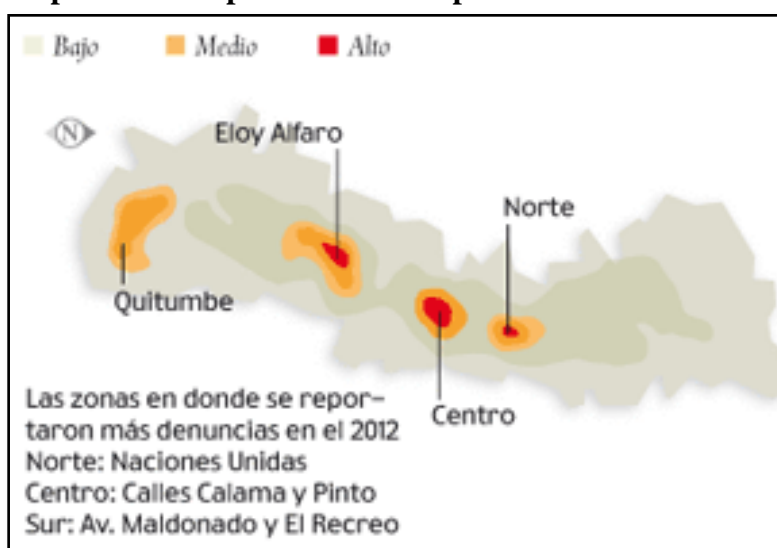 Bajo Medio Alto
N
Eloy Alfaro
Norte
Quitumbe
Centro
Las zonas en donde se repor-
taron más denuncias en el 2012
Norte: Naciones Unidas
Centro: Calles Calama y Pinto
Sur: Av. Maldonado y El Recreo